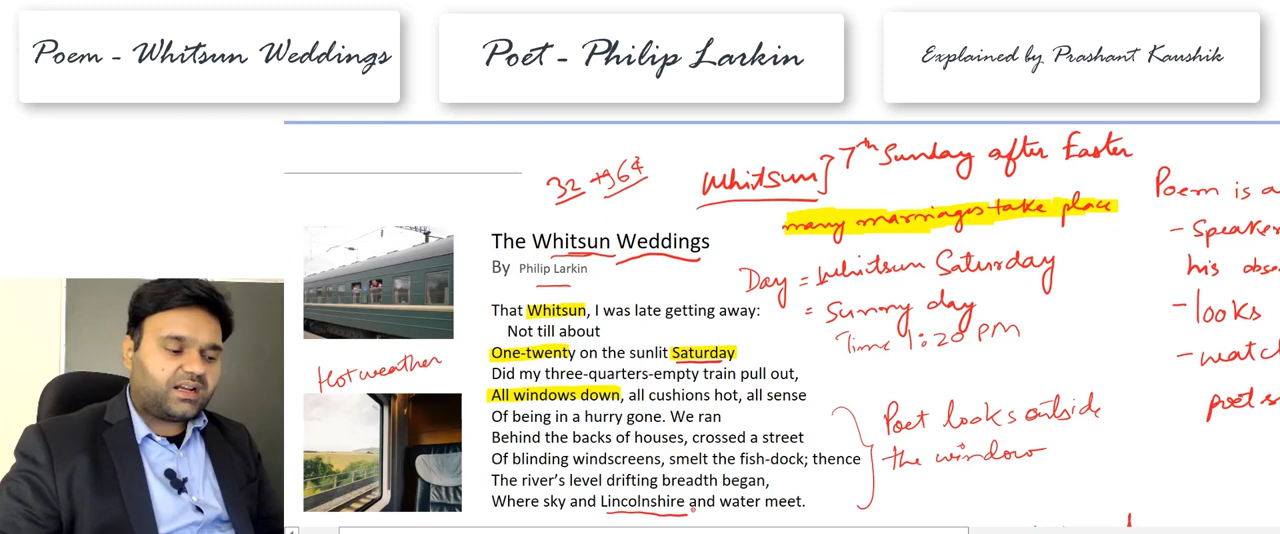 Poem - Whitsun Weddings
Poet - Philip Larkin
Explained by Prashant Kaushik
Whitsun] 7th Sunday after Easter
many marriages take place
The Whitsun Weddings
By Philip Larkin
Day = Whitsun Saturday
= Sunny day
Time 1:20 PM
Hot weather
That Whitsun, I was late getting away:
Not till about
One-twenty on the sunlit Saturday
Did my three-quarters-empty train pull out,
All windows down, all cushions hot, all sense
Of being in a hurry gone. We ran
Behind the backs of houses, crossed a street
Of blinding windscreens, smelt the fish-dock; thence
The river's level drifting breadth began,
Where sky and Lincolnshire and water meet.
Poet looks outside
the window
Poem is a
- Speaker
his obse
- looks
- watc
poet s